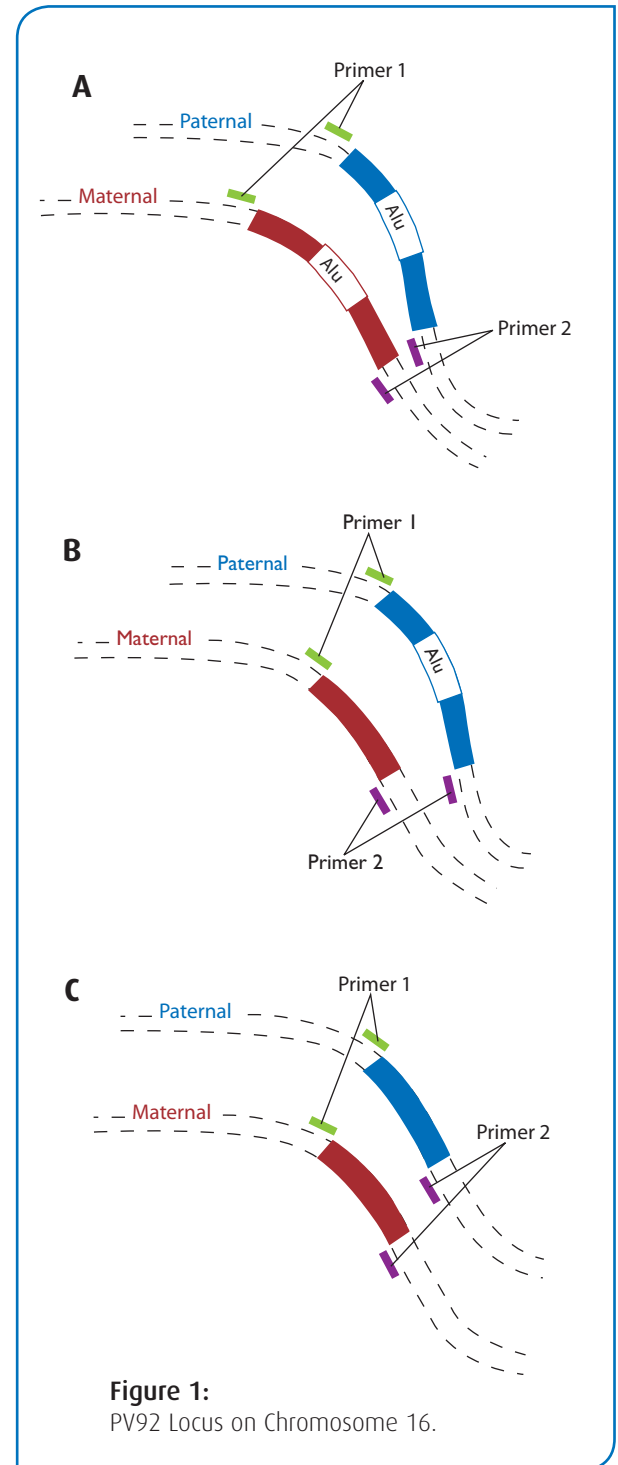 A
Primer 1
Paternal
Maternal
Alu
Alu
Primer 2
B
Primer I
Paternal
Maternal
Alu
Primer 2
C
Primer 1
Paternal
Maternal
Primer 2
Figure 1:
PV92 Locus on Chromosome 16.